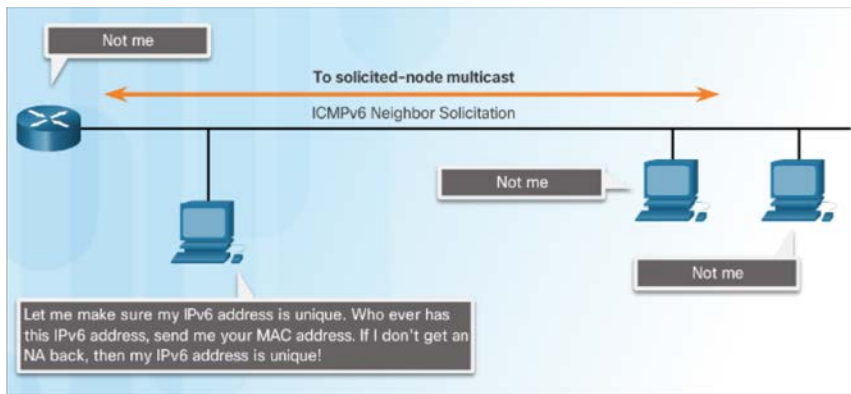 Not me
To solicited-node multicast
ICMPv6 Neighbor Solicitation
Not me
Not me
Let me make sure my IPv6 address is unique. Who ever has
this IPv6 address, send me your MAC address. If I don't get an
NA back, then my IPv6 address is unique!